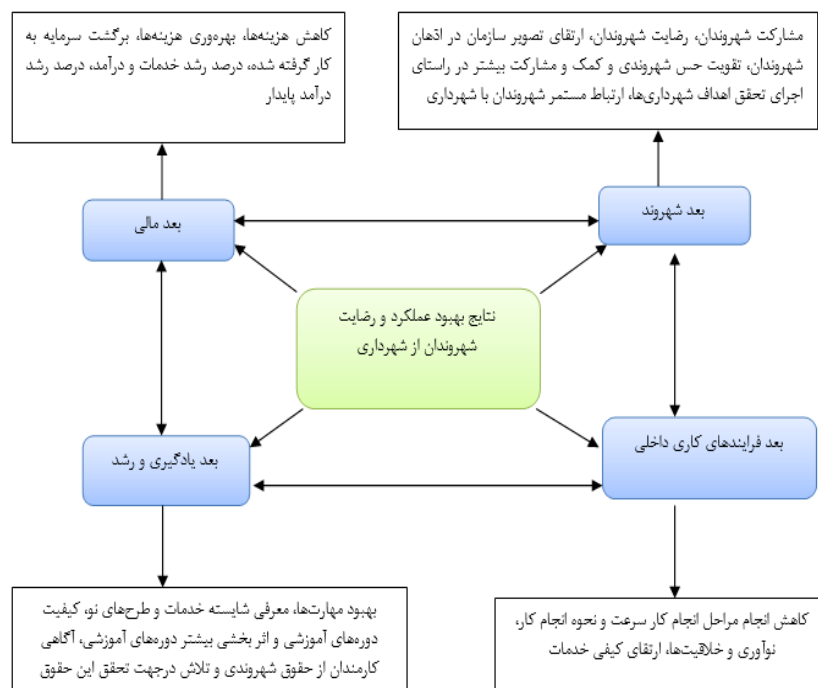 مشارکت شهروندان، رضایت شهروندان، ارتقای تصویر سازمان در اذهان
شهروندان، تقویت حس شهروندی و کمک و مشارکت بیشتر در راستای
اجرای تحقق اهداف شهرداری‌ها، ارتباط مستمر شهروندان با شهرداری
کاهش هزینه‌ها، بهره‌وری هزینه‌ها، برگشت سرمایه به
کار گرفته شده، درصد رشد خدمات و درآمد، درصد رشد
درآمد پایدار
بعد شهروند
بعد مالی
نتایج بهبود عملکرد و رضایت
شهروندان از شهرداری
بعد فرایندهای کاری داخلی
بعد یادگیری و رشد
کاهش انجام مراحل انجام کار سرعت و نحوه انجام کار،
نوآوری و خلاقیت‌ها، ارتقای کیفی خدمات
بهبود مهارت‌ها، معرفی شایسته خدمات و طرح‌های نو، کیفیت
دوره‌های آموزشی و اثر بخشی بیشتر دوره‌های آموزشی، آگاهی
کارمندان از حقوق شهروندی و تلاش درجهت تحقق این حقوق